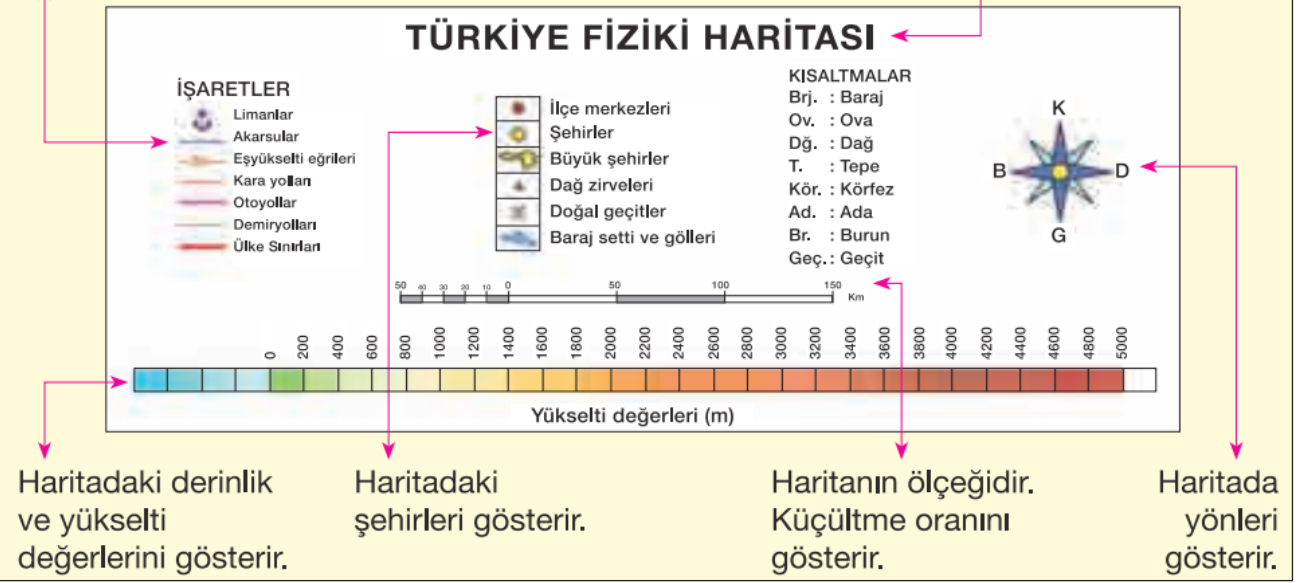 TÜRKİYE FİZİKİ HARİTASI
İŞARETLER
Limanlar
Akarsular
Eşyükselti eğrileri
Kara yolları
Otoyollar
Demiryolları
Ülke Sınırları
İlçe merkezleri
Şehirler
Büyük şehirler
Dağ zirveleri
Doğal geçitler
Baraj setti ve gölleri
KISALTMALAR
Brj. : Baraj
Ov. : Ova
Dğ. : Dağ
T. : Tepe
Kör. : Körfez
Ad. : Ada
Br. : Burun
Geç. : Geçit
K
B D
G
50 40 30 20 10 0 50 100 150
Km
0 200 400 600 800 1000 1200 1400 1600 1800 2000 2200 2400 2600 2800 3000 3200 3400 3600 3800 4000 4200 4400 4600 4800 5000
Yükselti değerleri (m)
Haritadaki derinlik
ve yükselti
değerlerini gösterir.
Haritadaki
şehirleri gösterir.
Haritanın ölçeğidir.
Küçültme oranını
gösterir.
Haritada
yönleri
gösterir.